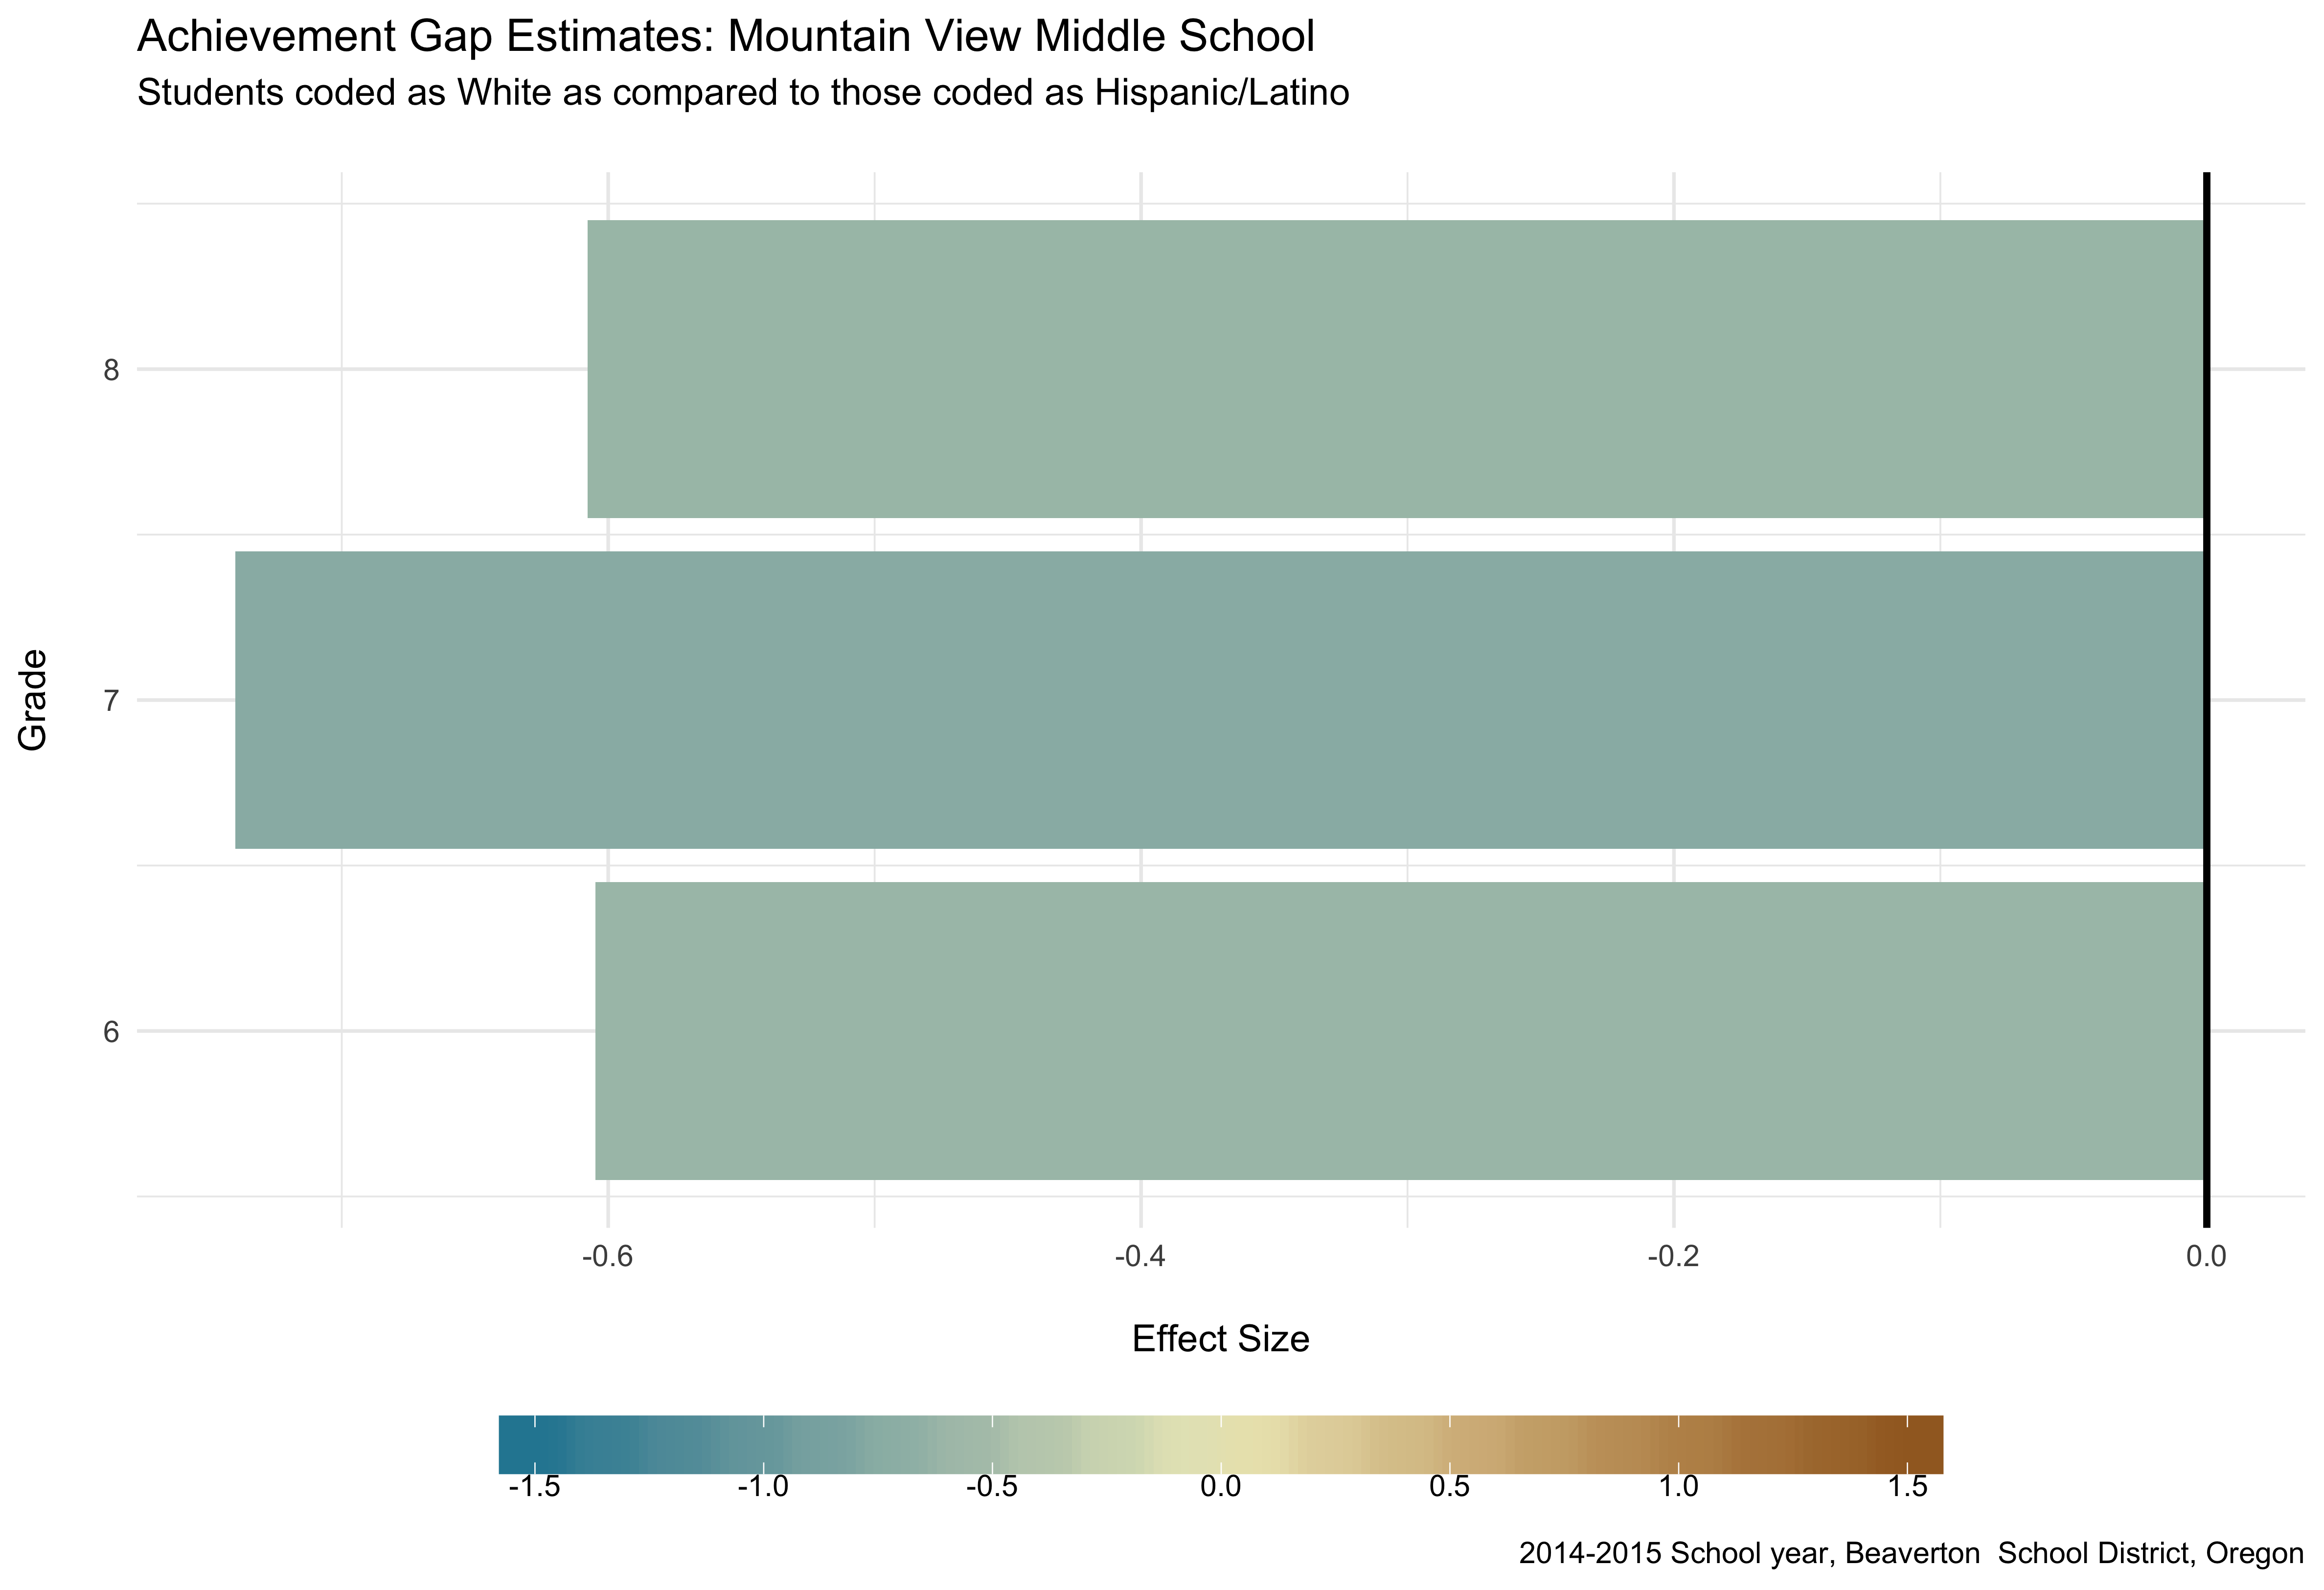 Achievement Gap Estimates: Mountain View Middle School
Students coded as White as compared to those coded as Hispanic/Latino
Grade
8
7
6
-0.6 -0.4 -0.2 0.0
Effect Size
-1.5 -1.0 -0.5 0.0 0.5 1.0 1.5
2014-2015 School year, Beaverton  School District, Oregon